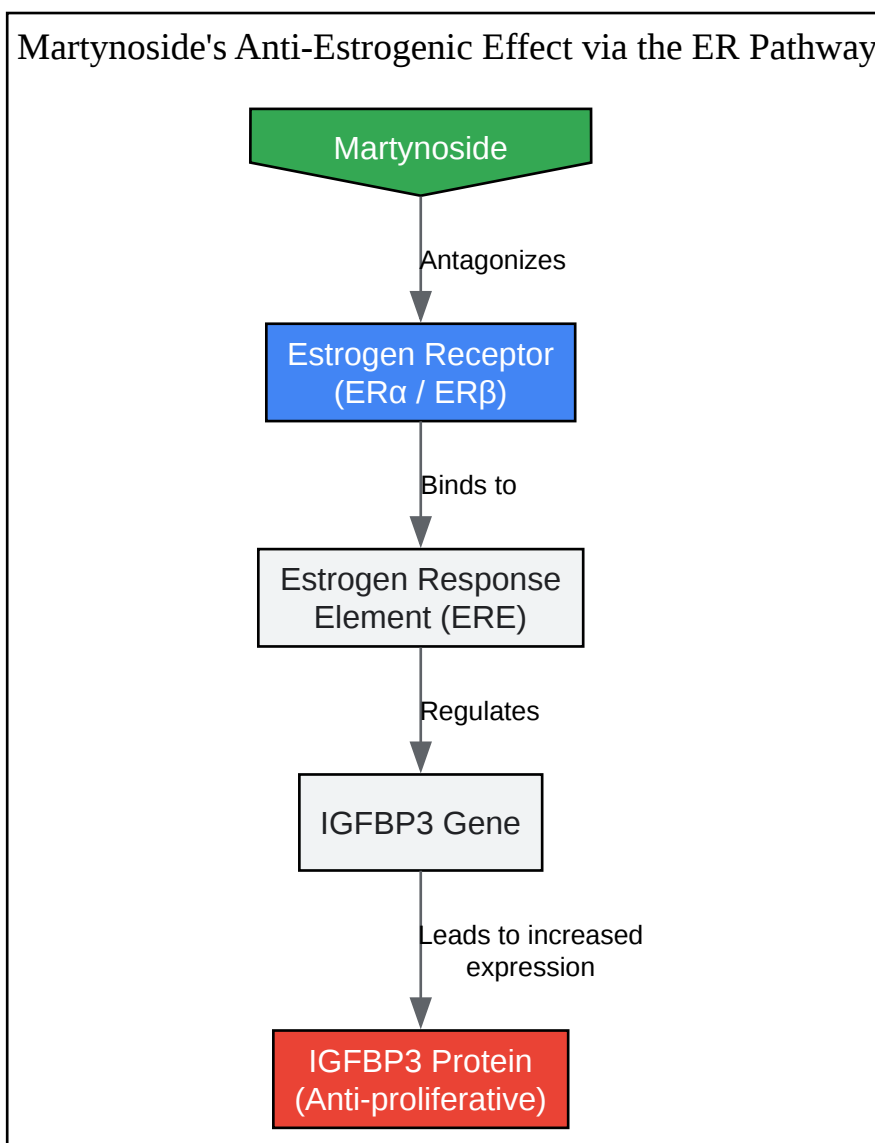 Martynoside's Anti-Estrogenic Effect via the ER Pathway
Martynoside
Antagonizes
Estrogen Receptor
(ERα / ERβ)
Binds to
Estrogen Response
Element (ERE)
Regulates
IGFBP3 Gene
Leads to increased
expression
IGFBP3 Protein
(Anti-proliferative)